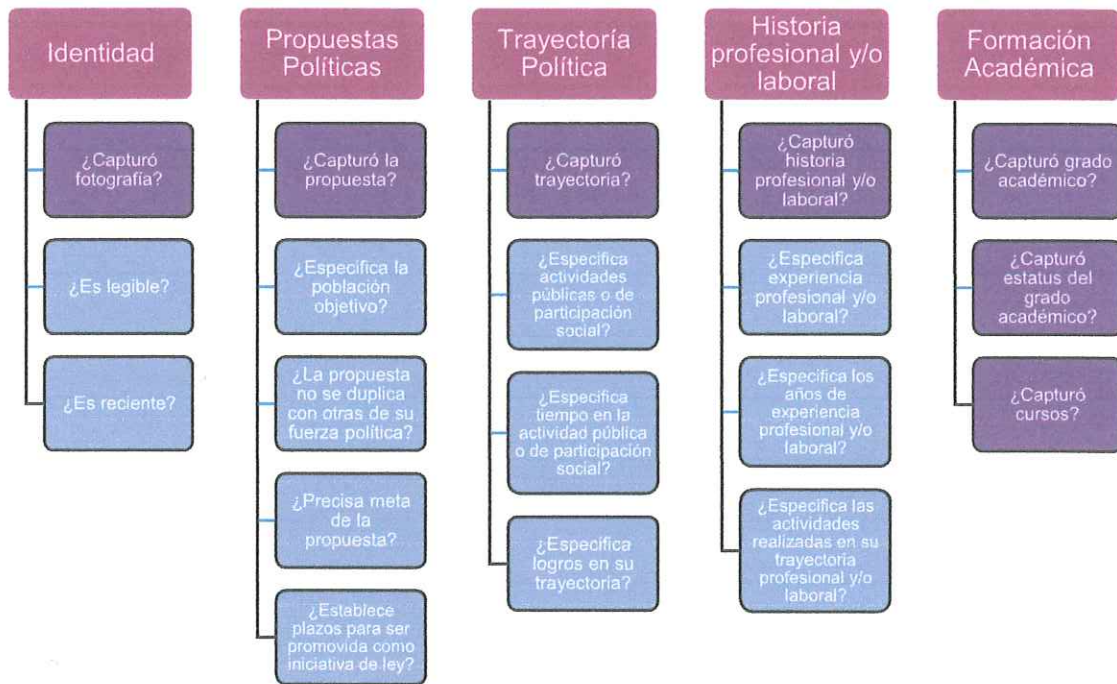 Identidad
¿Capturó
fotografía?
¿Es legible?
¿Es reciente?
Propuestas
Políticas
¿Capturó la
propuesta?
¿Especifica la
población
objetivo?
¿La propuesta
no se duplica
con otras de su
fuerza política?
¿Precisa meta
de la
propuesta?
¿Establece
plazos para ser
promovida como
iniciativa de ley?
Trayectoría
Política
¿Capturó
trayectoria?
¿Especifica
actividades
públicas o de
participación
social?
¿Especifica
tiempo en la
actividad pública
o de participación
social?
¿Especifica
logros en su
trayectoria?
Historia
profesional y/o
laboral
¿Capturó
historia
profesional y/o
laboral?
¿Especifica
experiencia
profesional y/o
laboral?
¿Especifica los
años de
experiencia
profesional y/o
laboral?
¿Especifica las
actividades
realizadas en su
trayectoria
profesional y/o
laboral?
Formación
Académica
¿Capturó grado
académico?
¿Capturó
estatus del
grado
académico?
¿Capturó
cursos?